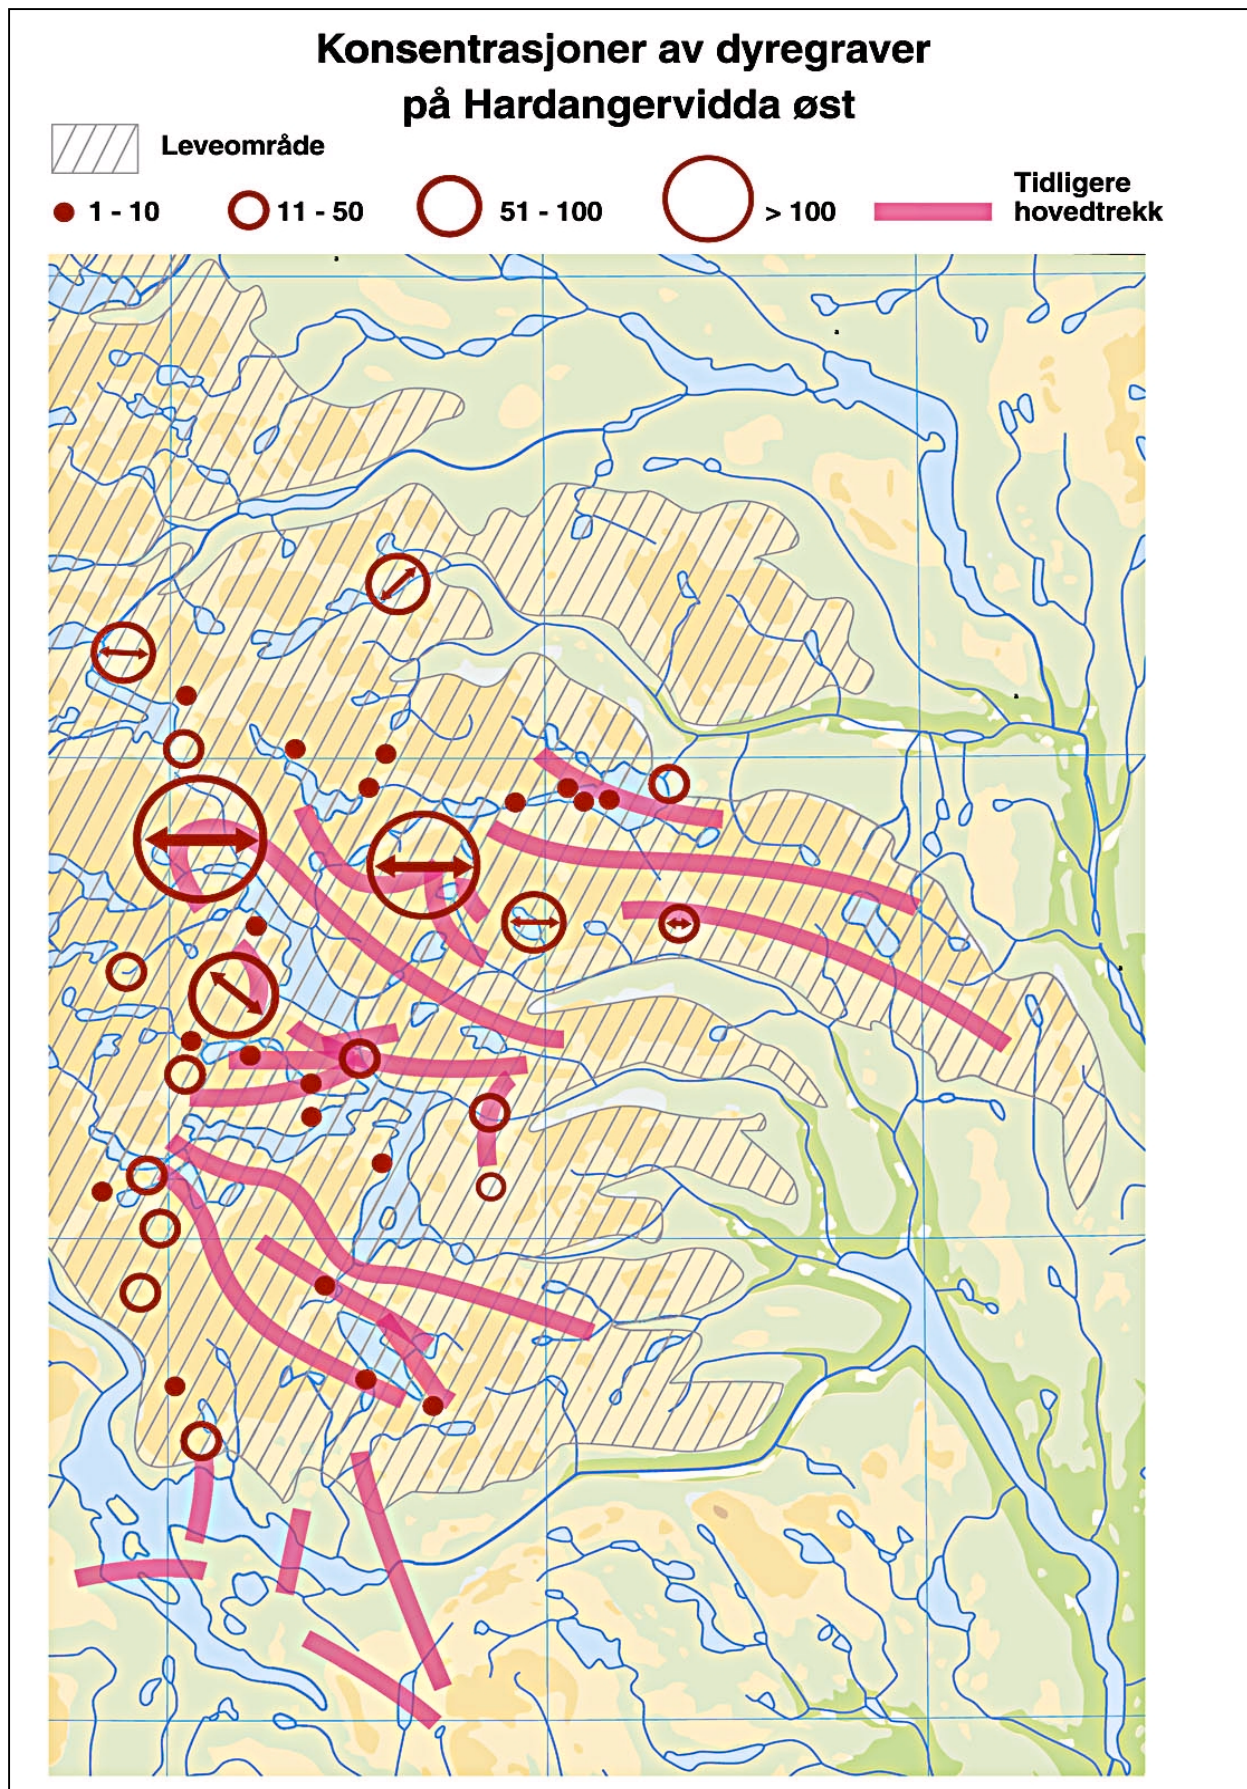 Konsentrasjoner av dyregraver
på Hardangervidda øst
Leveområde
1 - 10
11 - 50
51 - 100
> 100
Tidligere
hovedtrekk